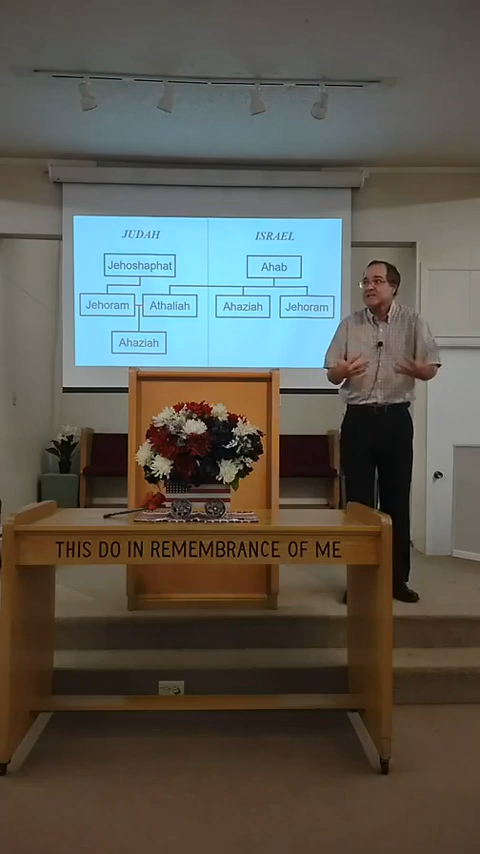 JUDAH ISRAEL
Jehoshaphat Ahab
Jehoram Athaliah Ahaziah Jehoram
Ahaziah
THIS DO IN REMEMBRANCE OF ME